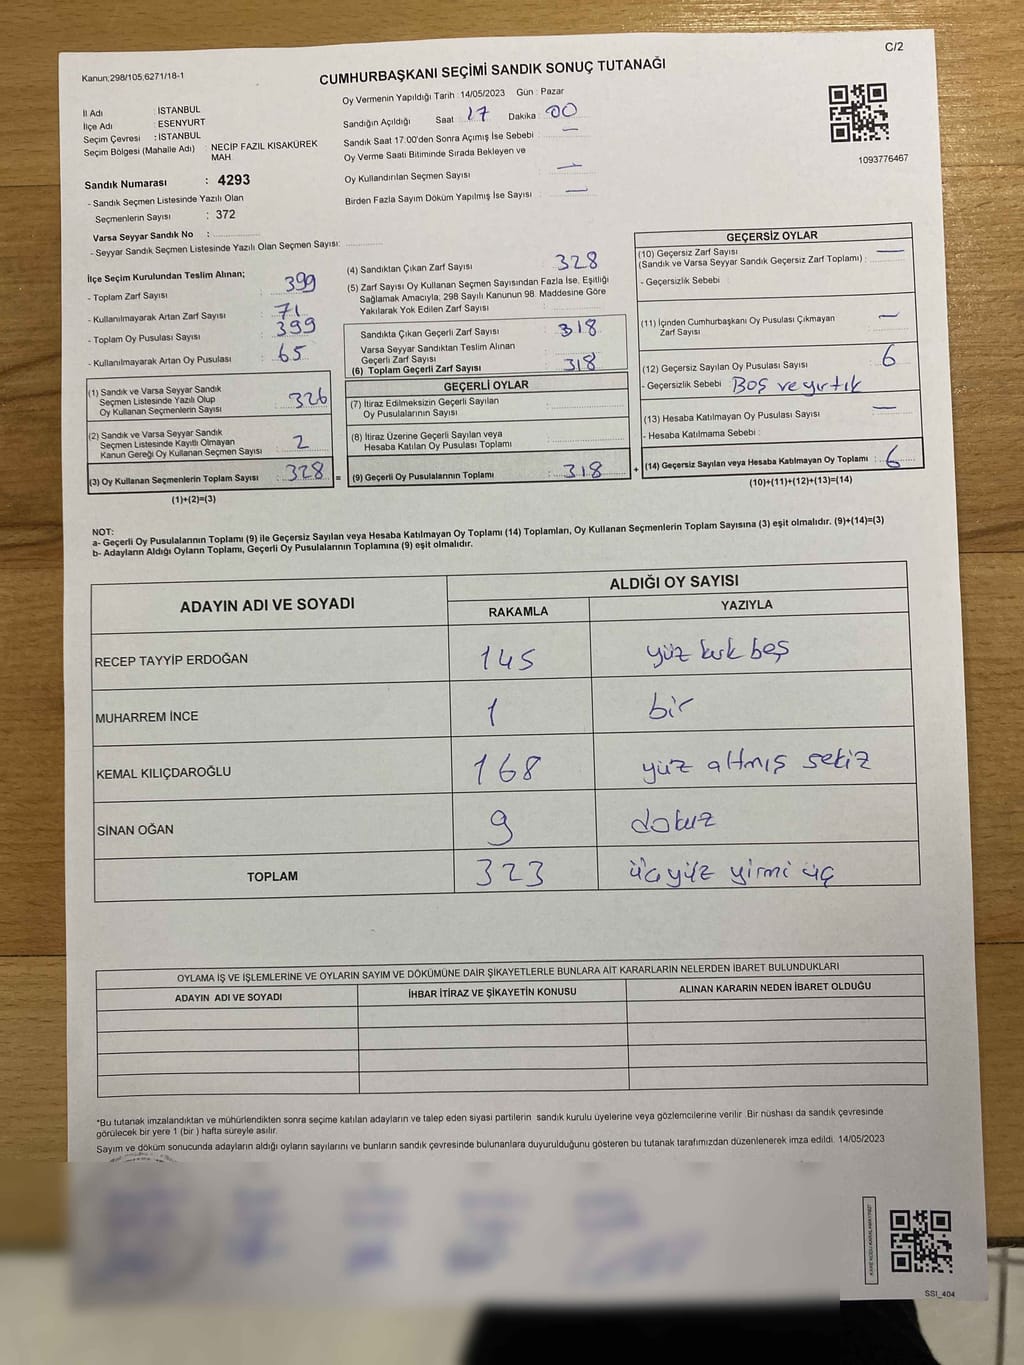 C/2
Kanun;298/105;6271/18-1
CUMHURBAŞKANI SEÇİMİ SANDIK SONUÇ TUTANAĞI
İl Adı : İSTANBUL
İlçe Adı : ESENYURT
Seçim Çevresi : İSTANBUL
Seçim Bölgesi (Mahalle Adı) : NECİP FAZIL KISAKÜREK
MAH
Sandık Numarası : 4293
- Sandık Seçmen Listesinde Yazılı Olan
Seçmenlerin Sayısı : 372
Varsa Seyyar Sandık No :
- Seyyar Sandık Seçmen Listesinde Yazılı Olan Seçmen Sayısı:
Oy Vermenin Yapıldığı Tarih : 14/05/2023 Gün : Pazar
Sandığın Açıldığı Saat 17 Dakika : 00
Sandık Saat 17:00'den Sonra Açımış İse Sebebi : —
Oy Verme Saati Bitiminde Sırada Bekleyen ve
Oy Kullandırılan Seçmen Sayısı —
Birden Fazla Sayım Döküm Yapılmış İse Sayısı : —
1093776467
İlçe Seçim Kurulundan Teslim Alınan;
- Toplam Zarf Sayısı : 399
- Kullanılmayarak Artan Zarf Sayısı : 71
- Toplam Oy Pusulası Sayısı : 399
- Kullanılmayarak Artan Oy Pusulası : 65
(1) Sandık ve Varsa Seyyar Sandık
Seçmen Listesinde Yazılı Olup
Oy Kullanan Seçmenlerin Sayısı : 326
(2) Sandık ve Varsa Seyyar Sandık
Seçmen Listesinde Kayıtlı Olmayan
Kanun Gereği Oy Kullanan Seçmen Sayısı : 2
(3) Oy Kullanan Seçmenlerin Toplam Sayısı : 328 =
(1)+(2)=(3)
(4) Sandıktan Çıkan Zarf Sayısı : 328
(5) Zarf Sayısı Oy Kullanan Seçmen Sayısından Fazla İse, Eşitliği
Sağlamak Amacıyla; 298 Sayılı Kanunun 98. Maddesine Göre
Yakılarak Yok Edilen Zarf Sayısı :
Sandıkta Çıkan Geçerli Zarf Sayısı : 318
Varsa Seyyar Sandıktan Teslim Alınan
Geçerli Zarf Sayısı
(6) Toplam Geçerli Zarf Sayısı : 318
GEÇERLİ OYLAR
(7) İtiraz Edilmeksizin Geçerli Sayılan
Oy Pusulalarının Sayısı :
(8) İtiraz Üzerine Geçerli Sayılan veya
Hesaba Katılan Oy Pusulası Toplamı :
(9) Geçerli Oy Pusulalarının Toplamı : 318 +
GEÇERSİZ OYLAR
(10) Geçersiz Zarf Sayısı —
(Sandık ve Varsa Seyyar Sandık Geçersiz Zarf Toplamı) :
- Geçersizlik Sebebi
(11) İçinden Cumhurbaşkanı Oy Pusulası Çıkmayan —
Zarf Sayısı
(12) Geçersiz Sayılan Oy Pusulası Sayısı : 6
- Geçersizlik Sebebi : Boş ve yırtık
(13) Hesaba Katılmayan Oy Pusulası Sayısı : —
- Hesaba Katılmama Sebebi :
(14) Geçersiz Sayılan veya Hesaba Katılmayan Oy Toplamı : 6
(10)+(11)+(12)+(13)=(14)
NOT:
a- Geçerli Oy Pusulalarının Toplamı (9) ile Geçersiz Sayılan veya Hesaba Katılmayan Oy Toplamı (14) Toplamları, Oy Kullanan Seçmenlerin Toplam Sayısına (3) eşit olmalıdır. (9)+(14)=(3)
b- Adayların Aldığı Oyların Toplamı, Geçerli Oy Pusulalarının Toplamına (9) eşit olmalıdır.
ADAYIN ADI VE SOYADI
ALDIĞI OY SAYISI
RAKAMLA YAZIYLA
RECEP TAYYİP ERDOĞAN 145 yüz kırk beş
MUHARREM İNCE 1 bir
KEMAL KILIÇDAROĞLU 168 yüz altmış sekiz
SİNAN OĞAN 9 dokuz
TOPLAM 323 üçyüz yirmi üç
OYLAMA İŞ VE İŞLEMLERİNE VE OYLARIN SAYIM VE DÖKÜMÜNE DAİR ŞİKAYETLERLE BUNLARA AİT KARARLARIN NELERDEN İBARET BULUNDUKLARI
ADAYIN ADI VE SOYADI İHBAR İTİRAZ VE ŞİKAYETİN KONUSU ALINAN KARARIN NEDEN İBARET OLDUĞU
*Bu tutanak imzalandıktan ve mühürlendikten sonra seçime katılan adayların ve talep eden siyasi partilerin sandık kurulu üyelerine veya gözlemcilerine verilir. Bir nüshası da sandık çevresinde
görülecek bir yere 1 (bir ) hafta süreyle asılır.
Sayım ve döküm sonucunda adayların aldığı oyların sayılarını ve bunların sandık çevresinde bulunanlara duyurulduğunu gösteren bu tutanak tarafımızdan düzenlenerek imza edildi. 14/05/2023
SSI_404